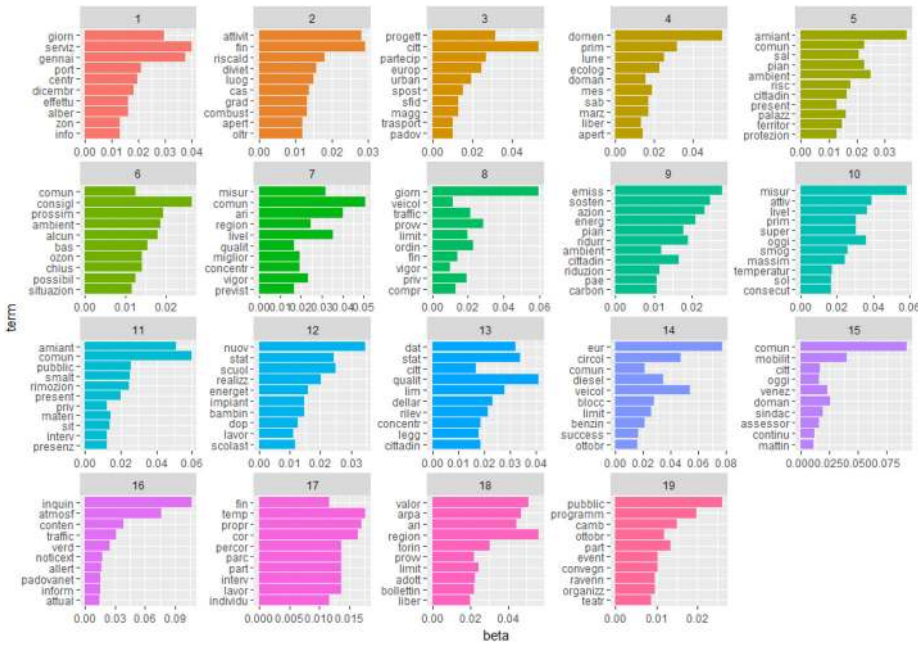 1
giorn
serviz
gennai
port
centr
dicembr
effettu
alber
zon
info
0.00 0.01 0.02 0.03 0.04
2
attivit
fin
riscald
diviet
luog
cas
grad
combust
apert
oltr
0.00 0.01 0.02 0.03
3
progett
citt
partecip
europ
urban
spost
sfid
magg
trasport
padov
0.00 0.02 0.04
4
domen
prim
lune
ecolog
doman
mes
sab
marz
liber
apert
0.00 0.02 0.04
5
amiant
comun
sal
pian
ambient
risc
cittadin
present
palazz
territor
protezion
0.00 0.01 0.02 0.03
6
comun
consigl
prossim
ambient
alcun
bas
ozon
chius
possibil
situazion
0.00 0.01 0.02
7
misur
comun
ari
region
livel
qualit
miglior
concentr
vigor
previst
0.00 0.01 0.02 0.03 0.04 0.05
8
giorn
veicol
traffic
prov
limit
ordin
fin
vigor
priv
compr
0.00 0.02 0.04 0.06
9
emiss
sosten
azion
energ
pian
ridurr
ambient
cittadin
riduzion
pae
carbon
0.00 0.01 0.02
10
misur
attiv
livel
prim
super
oggi
smog
massim
temperatur
sol
consecut
0.00 0.02 0.04 0.06
term
11
amiant
comun
pubblic
smalt
rimozion
present
priv
materi
sit
interv
presenz
0.00 0.02 0.04 0.06
12
nuov
stat
scuol
realizz
energet
impiant
bambin
dop
lavor
scolast
0.00 0.01 0.02 0.03
13
dat
stat
citt
qualit
lim
dellar
rilev
concentr
legg
cittadin
0.00 0.01 0.02 0.03 0.04
14
eur
circol
comun
diesel
veicol
blocc
limit
benzin
success
ottobr
0.00 0.02 0.04 0.06 0.08
15
comun
mobilit
citt
oggi
venez
doman
sindac
assessor
continu
mattin
0.000 0.025 0.050 0.075
16
inquin
atmosf
conten
traffic
verd
noticext
allert
padovanet
inform
attual
0.00 0.03 0.06 0.09
17
fin
temp
propr
cor
percor
parc
part
interv
lavor
individu
0.000 0.005 0.010 0.015
18
valor
arpa
ari
region
torin
provv
limit
adott
bollettin
liber
0.00 0.02 0.04
19
pubblic
programm
camb
ottobr
part
event
convegn
ravenn
organizz
teatr
0.00 0.01 0.02
beta